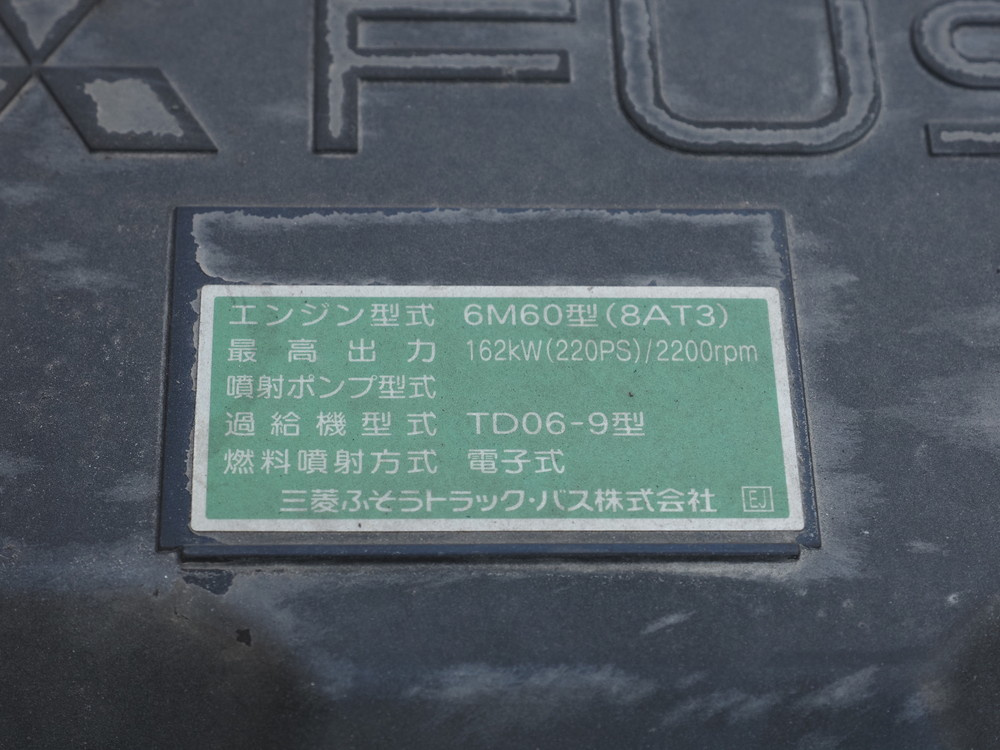 FUS
エンジン型式 6M60型(8AT3)
最高出力 162kW(220PS)/2200rpm
噴射ポンプ型式
過給機型式 TD06-9型
燃料噴射方式 電子式
三菱ふそうトラック・バス株式会社 EJ